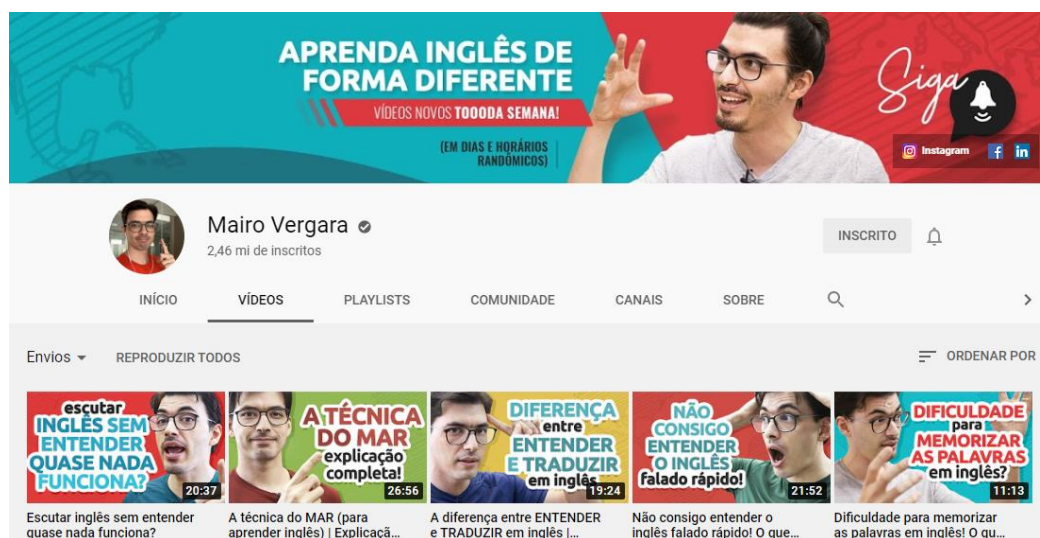 APRENDA INGLÊS DE
FORMA DIFERENTE
VÍDEOS NOVOS TOOODA SEMANA!
(EM DIAS E HORÁRIOS
RANDÔMICOS)
Siga
Instagram
Mairo Vergara
2,46 mi de inscritos
INSCRITO
INÍCIO VÍDEOS PLAYLISTS COMUNIDADE CANAIS SOBRE
Envios REPRODUZIR TODOS ORDENAR POR
escutar
INGLÊS SEM
ENTENDER
QUASE NADA
FUNCIONA?
20:37
A TÉCNICA
DO MAR
explicação
completa!
26:56
DIFERENÇA
entre
ENTENDER
E TRADUZIR
em inglês
19:24
NÃO
CONSIGO
ENTENDER
O INGLÊS
falado rápido!
21:52
DIFICULDADE
para
MEMORIZAR
AS PALAVRAS
em inglês?
11:13
Escutar inglês sem entender
quase nada funciona?
A técnica do MAR (para
aprender inglês) | Explicaçã...
A diferença entre ENTENDER
e TRADUZIR em inglês |...
Não consigo entender o
inglês falado rápido! O que...
Dificuldade para memorizar
as palavras em inglês! O qu...